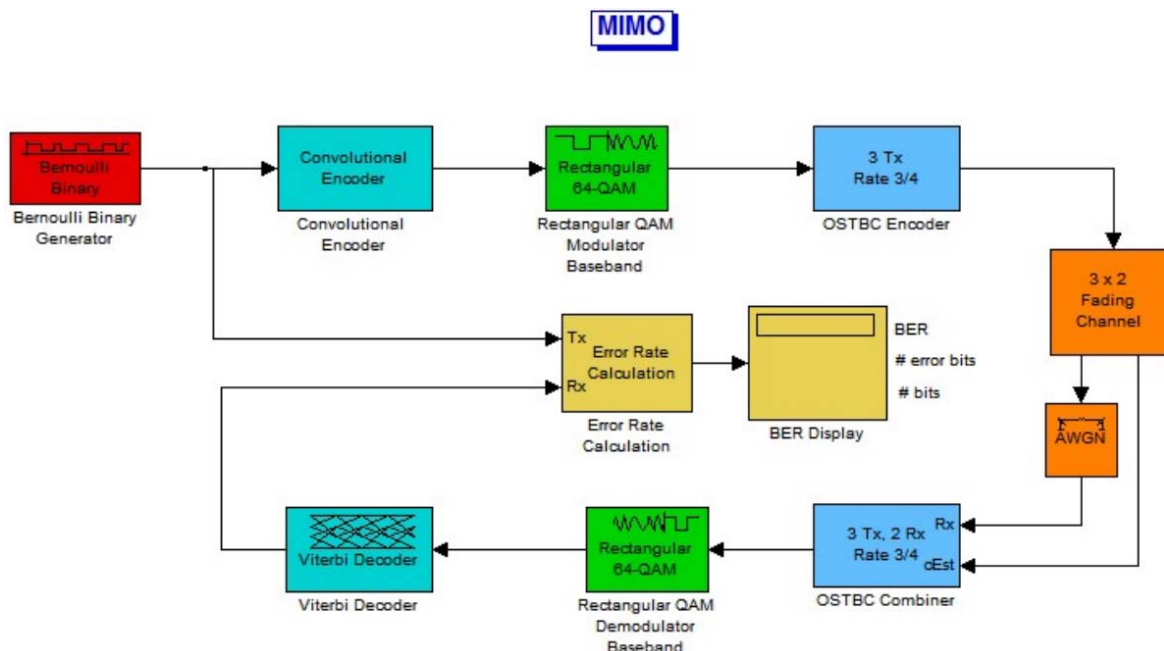 MIMO
Bernoulli
Binary
Bernoulli Binary
Generator
Convolutional
Encoder
Convolutional
Encoder
Rectangular
64-QAM
Rectangular QAM
Modulator
Baseband
3 Tx
Rate 3/4
OSTBC Encoder
3 x 2
Fading
Channel
Tx
Rx
Error Rate
Calculation
Error Rate
Calculation
BER
# error bits
# bits
BER Display
AWGN
Viterbi Decoder
Viterbi Decoder
Rectangular
64-QAM
Rectangular QAM
Demodulator
Baseband
3 Tx, 2 Rx
Rate 3/4
Rx
cEst
OSTBC Combiner